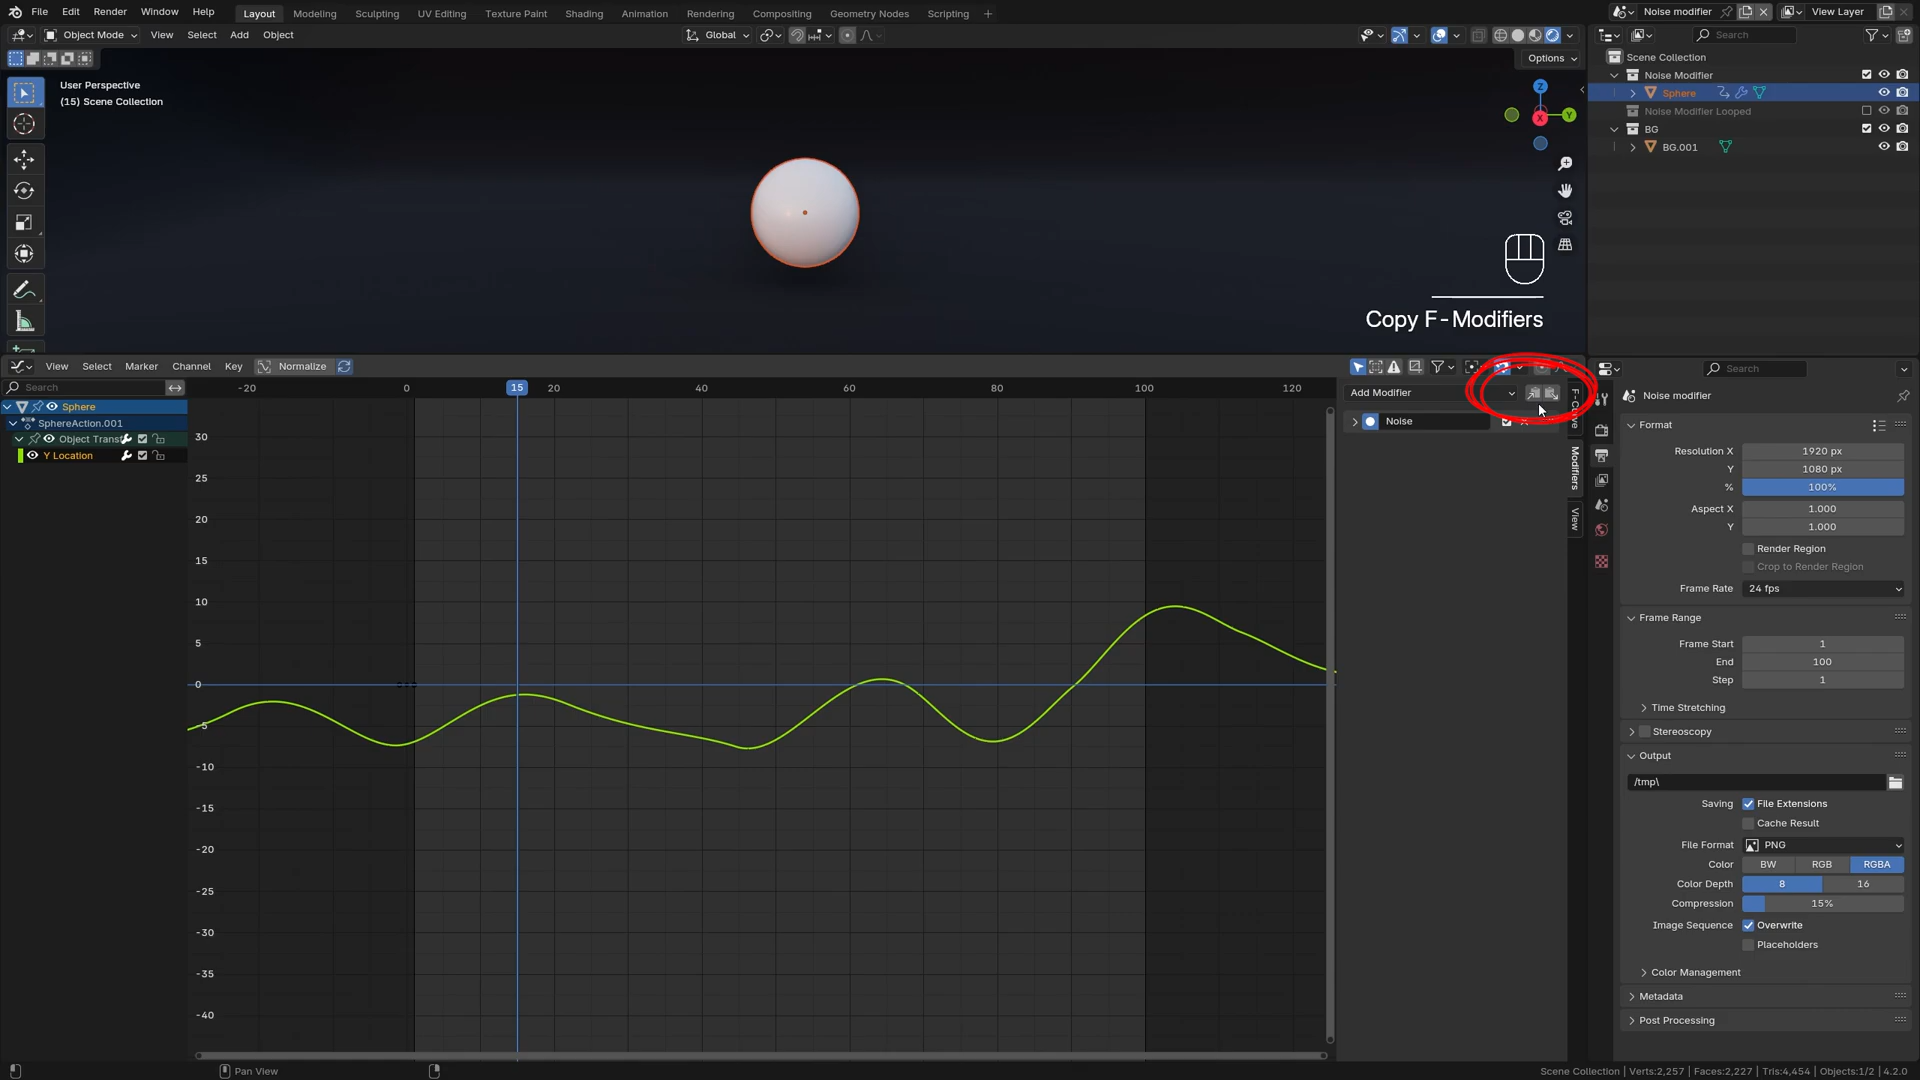 File Edit Render Window Help Layout Modeling Sculpting UV Editing Texture Paint Shading Animation Rendering Compositing Geometry Nodes Scripting + Noise modifier View Layer
Object Mode View Select Add Object Global Search
Options
User Perspective
(15) Scene Collection
Z
Y
X
Copy F-Modifiers
Scene Collection
Noise Modifier
Sphere
Noise Modifier Looped
BG
BG.001
View Select Marker Channel Key Normalize
Search
Search
-20 0 15 20 40 60 80 100 120
Sphere
SphereAction.001
Object Transf
Y Location
30
25
20
15
10
5
0
-5
-10
-15
-20
-25
-30
-35
-40
Add Modifier
Noise
F-Curve
Modifiers
View
Noise modifier
Format
Resolution X 1920 px
Y 1080 px
% 100%
Aspect X 1.000
Y 1.000
Render Region
Crop to Render Region
Frame Rate 24 fps
Frame Range
Frame Start 1
End 100
Step 1
Time Stretching
Stereoscopy
Output
/tmp\
Saving File Extensions
Cache Result
File Format PNG
Color BW RGB RGBA
Color Depth 8 16
Compression 15%
Image Sequence Overwrite
Placeholders
Color Management
Metadata
Post Processing
Pan View
Scene Collection | Verts:2,257 | Faces:2,227 | Tris:4,454 | Objects:1/2 | 4.2.0